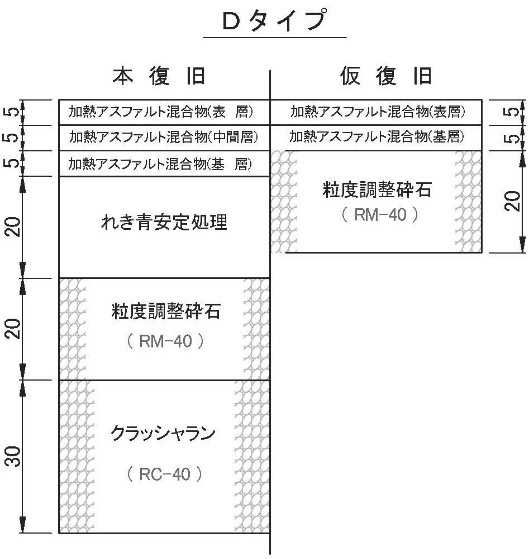 Dタイプ
本復旧
仮復旧
5
加熱アスファルト混合物(表 層)
加熱アスファルト混合物(表層)
5
5
加熱アスファルト混合物(中間層)
加熱アスファルト混合物(基層)
5
5
加熱アスファルト混合物(基 層)
20
れき青安定処理
粒度調整砕石
(RM-40)
20
20
粒度調整砕石
(RM-40)
30
クラッシャラン
(RC-40)